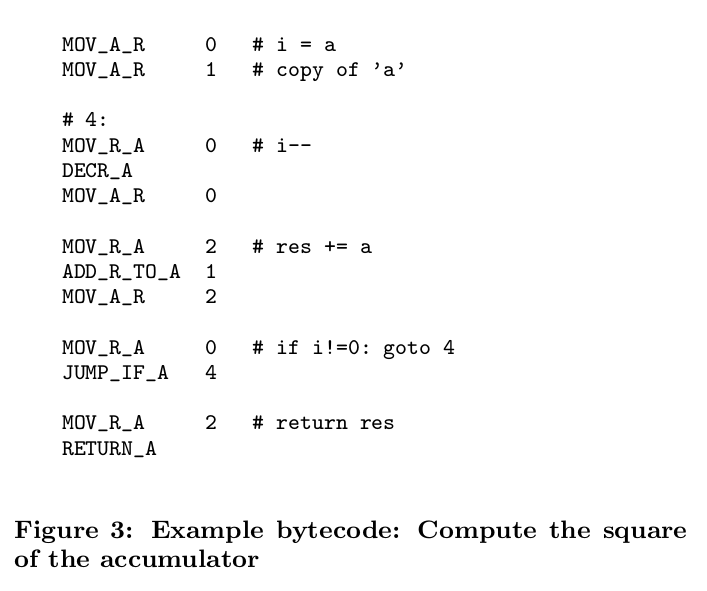 MOV_A_R     0   # i = a
MOV_A_R     1   # copy of 'a'
# 4:
MOV_R_A     0   # i--
DECR_A
MOV_A_R     0
MOV_R_A     2   # res += a
ADD_R_TO_A  1
MOV_A_R     2
MOV_R_A     0   # if i!=0: goto 4
JUMP_IF_A   4
MOV_R_A     2   # return res
RETURN_A
Figure 3: Example bytecode: Compute the square
of the accumulator